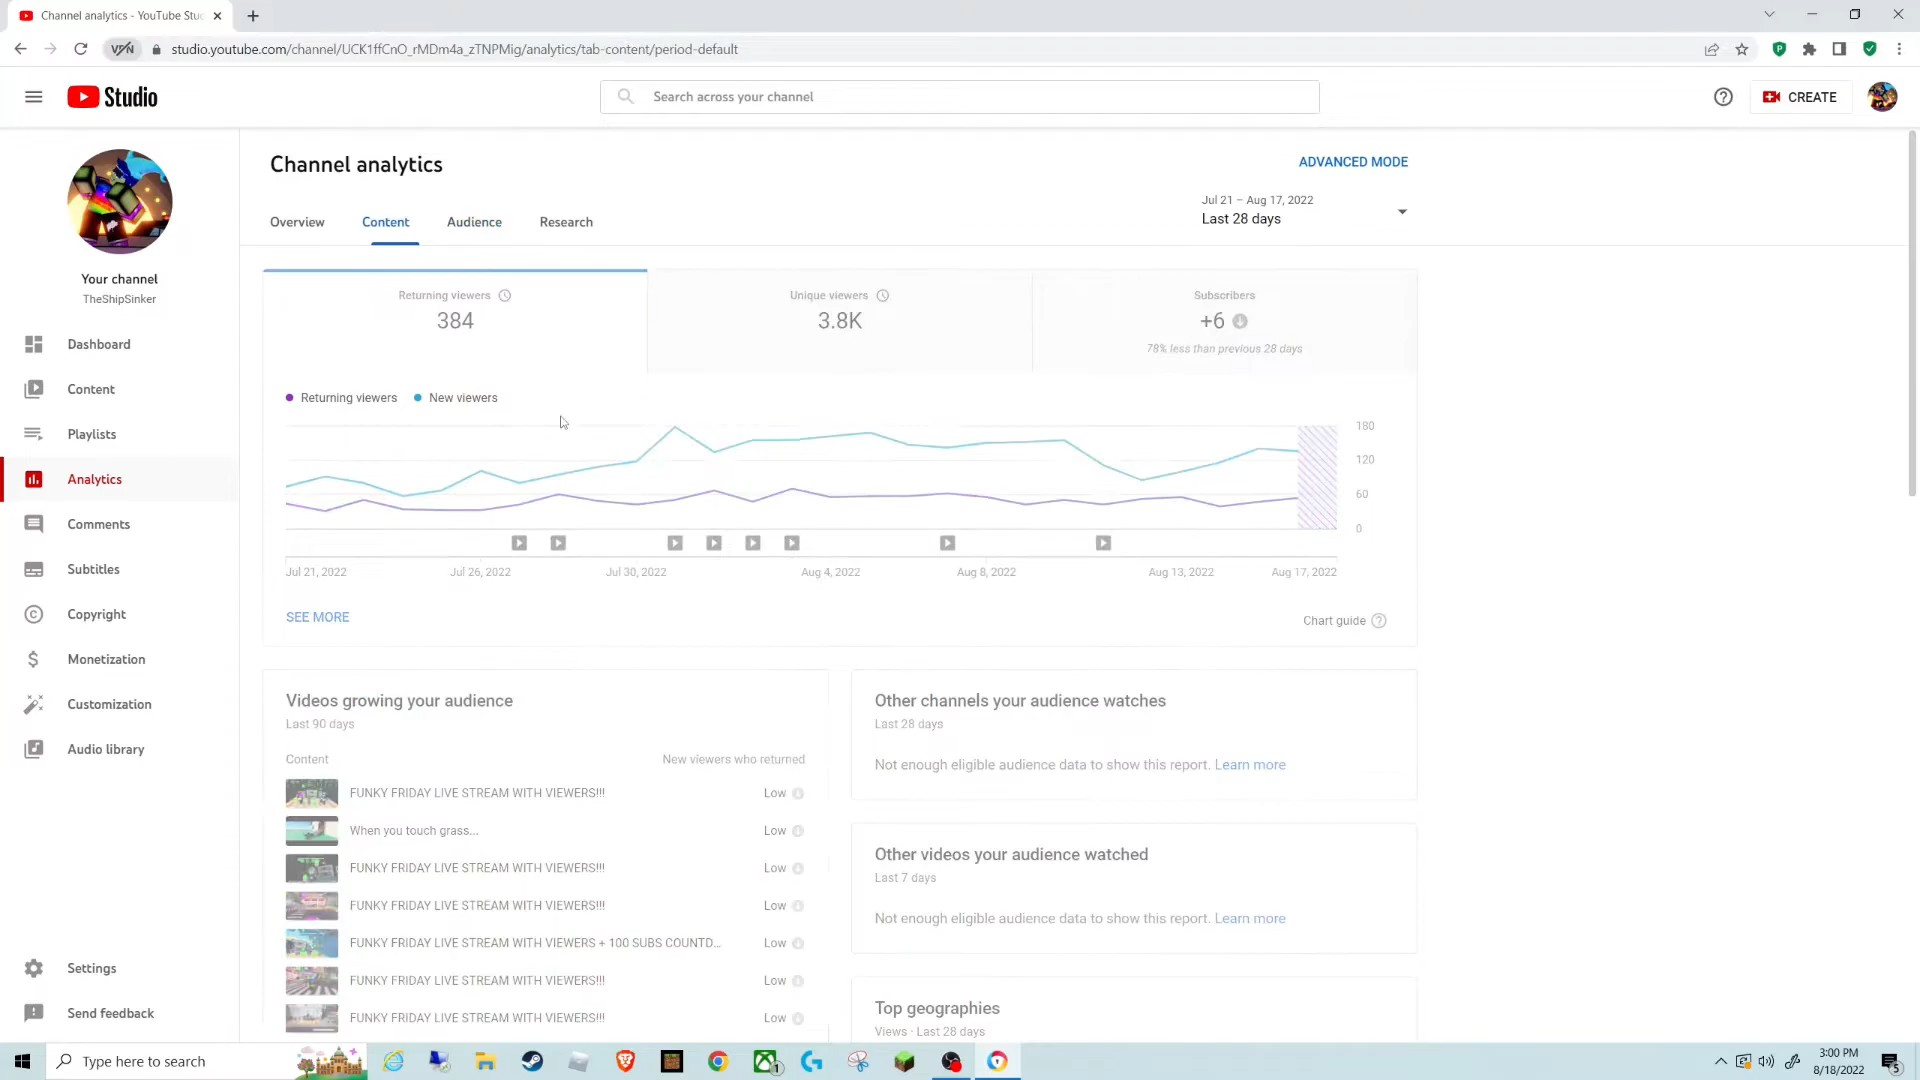 Channel analytics - YouTube Stu
VPN
studio.youtube.com/channel/UCK1ffCnO_rMDm4a_zTNPMig/analytics/tab-content/period-default
Studio
Search across your channel
CREATE
Your channel
TheShipSinker
Dashboard
Content
Playlists
Analytics
Comments
Subtitles
Copyright
Monetization
Customization
Audio library
Settings
Send feedback
Channel analytics
ADVANCED MODE
Overview Content Audience Research
Jul 21 – Aug 17, 2022
Last 28 days
Returning viewers
384
Unique viewers
3.8K
Subscribers
+6
78% less than previous 28 days
Returning viewers New viewers
180
120
60
0
Jul 21, 2022 Jul 26, 2022 Jul 30, 2022 Aug 4, 2022 Aug 8, 2022 Aug 13, 2022 Aug 17, 2022
SEE MORE
Chart guide
Videos growing your audience
Last 90 days
Content New viewers who returned
FUNKY FRIDAY LIVE STREAM WITH VIEWERS!!! Low
When you touch grass... Low
FUNKY FRIDAY LIVE STREAM WITH VIEWERS!!! Low
FUNKY FRIDAY LIVE STREAM WITH VIEWERS!!! Low
FUNKY FRIDAY LIVE STREAM WITH VIEWERS + 100 SUBS COUNTD... Low
FUNKY FRIDAY LIVE STREAM WITH VIEWERS!!! Low
FUNKY FRIDAY LIVE STREAM WITH VIEWERS!!! Low
Other channels your audience watches
Last 28 days
Not enough eligible audience data to show this report. Learn more
Other videos your audience watched
Last 7 days
Not enough eligible audience data to show this report. Learn more
Top geographies
Views · Last 28 days
Type here to search
1
3:00 PM
8/18/2022
5